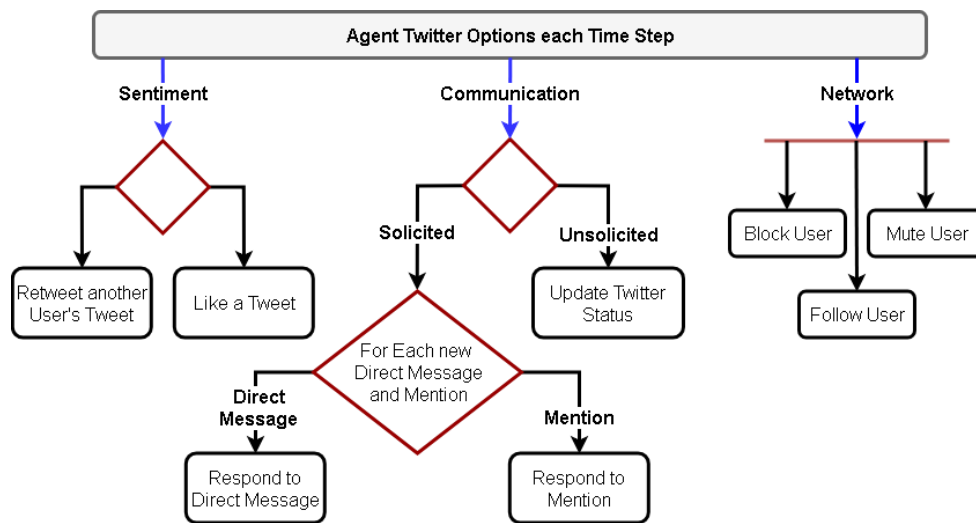 Agent Twitter Options each Time Step
Sentiment
Communication
Network
Solicited
Unsolicited
Block User
Mute User
Retweet another
User's Tweet
Like a Tweet
Update Twitter
Status
Follow User
For Each new
Direct Message
and Mention
Direct
Message
Mention
Respond to
Direct Message
Respond to
Mention